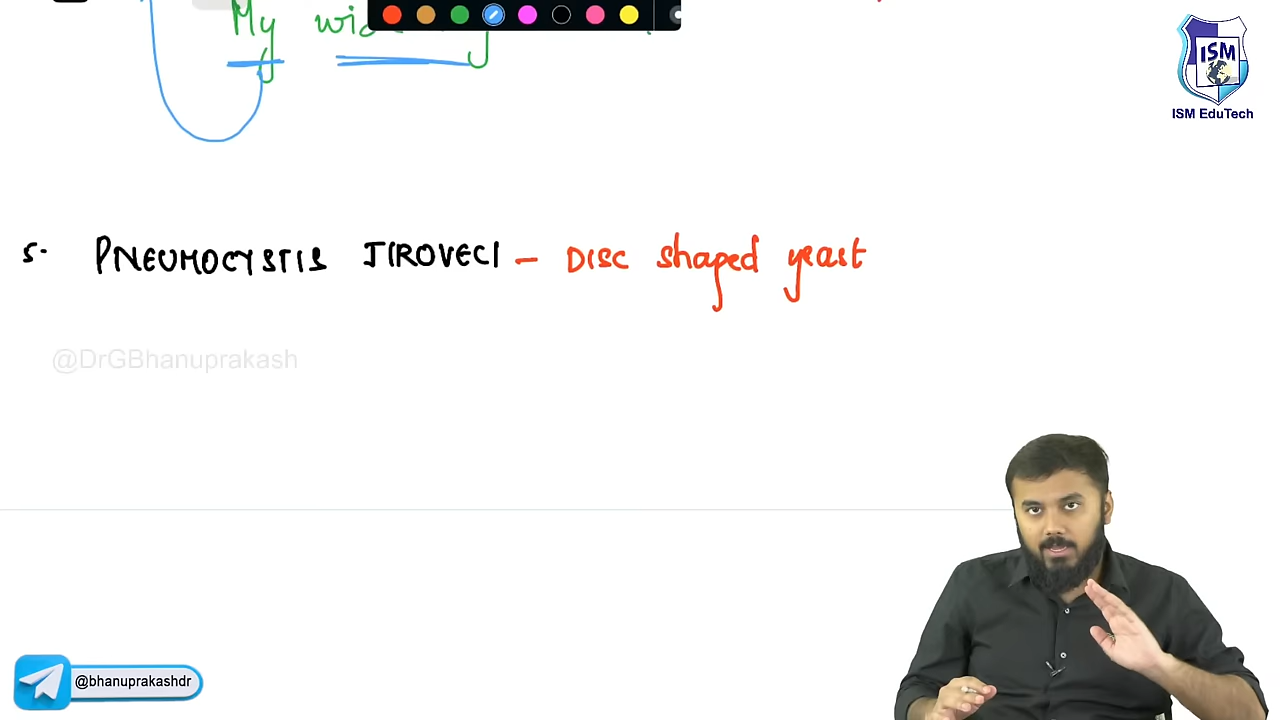 My
ISM
ISM EduTech
5. PNEUMOCYSTIS JIROVECI – DISC shaped yeast
@DrGBhanuprakash
@bhanuprakashdr